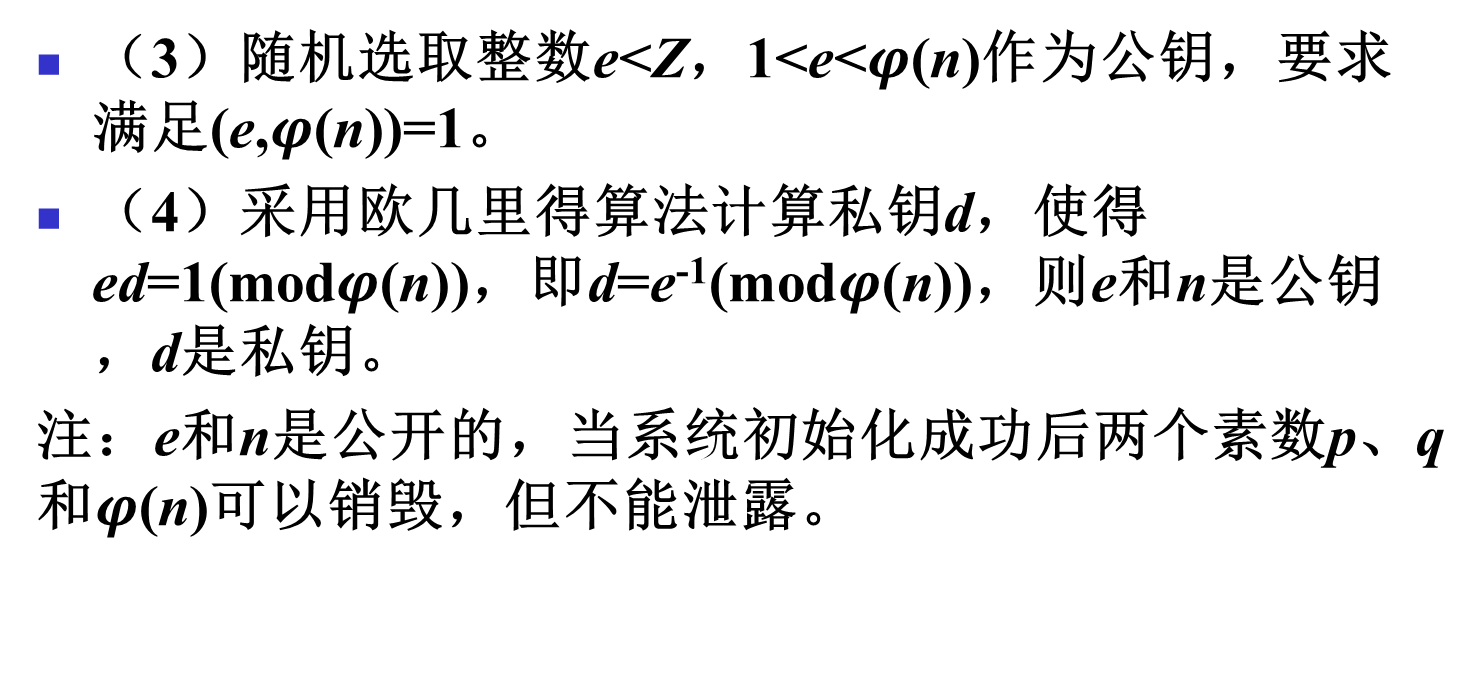 （3）随机选取整数e<Z，1<e<φ(n)作为公钥，要求
满足(e,φ(n))=1。
（4）采用欧几里得算法计算私钥d，使得
ed=1(modφ(n))，即d=e-1(modφ(n))，则e和n是公钥
，d是私钥。
注：e和n是公开的，当系统初始化成功后两个素数p、q
和φ(n)可以销毁，但不能泄露。